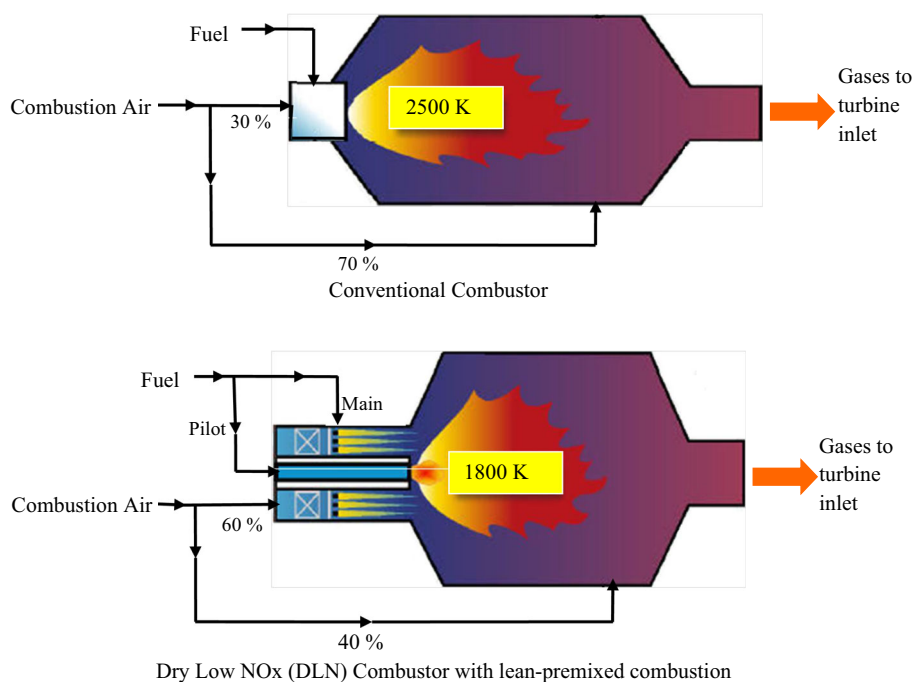 Fuel
Combustion Air
30 %
2500 K
Gases to
turbine
inlet
70 %
Conventional Combustor
Fuel
Main
Pilot
1800 K
Gases to
turbine
inlet
Combustion Air
60 %
40 %
Dry Low NOx (DLN) Combustor with lean-premixed combustion